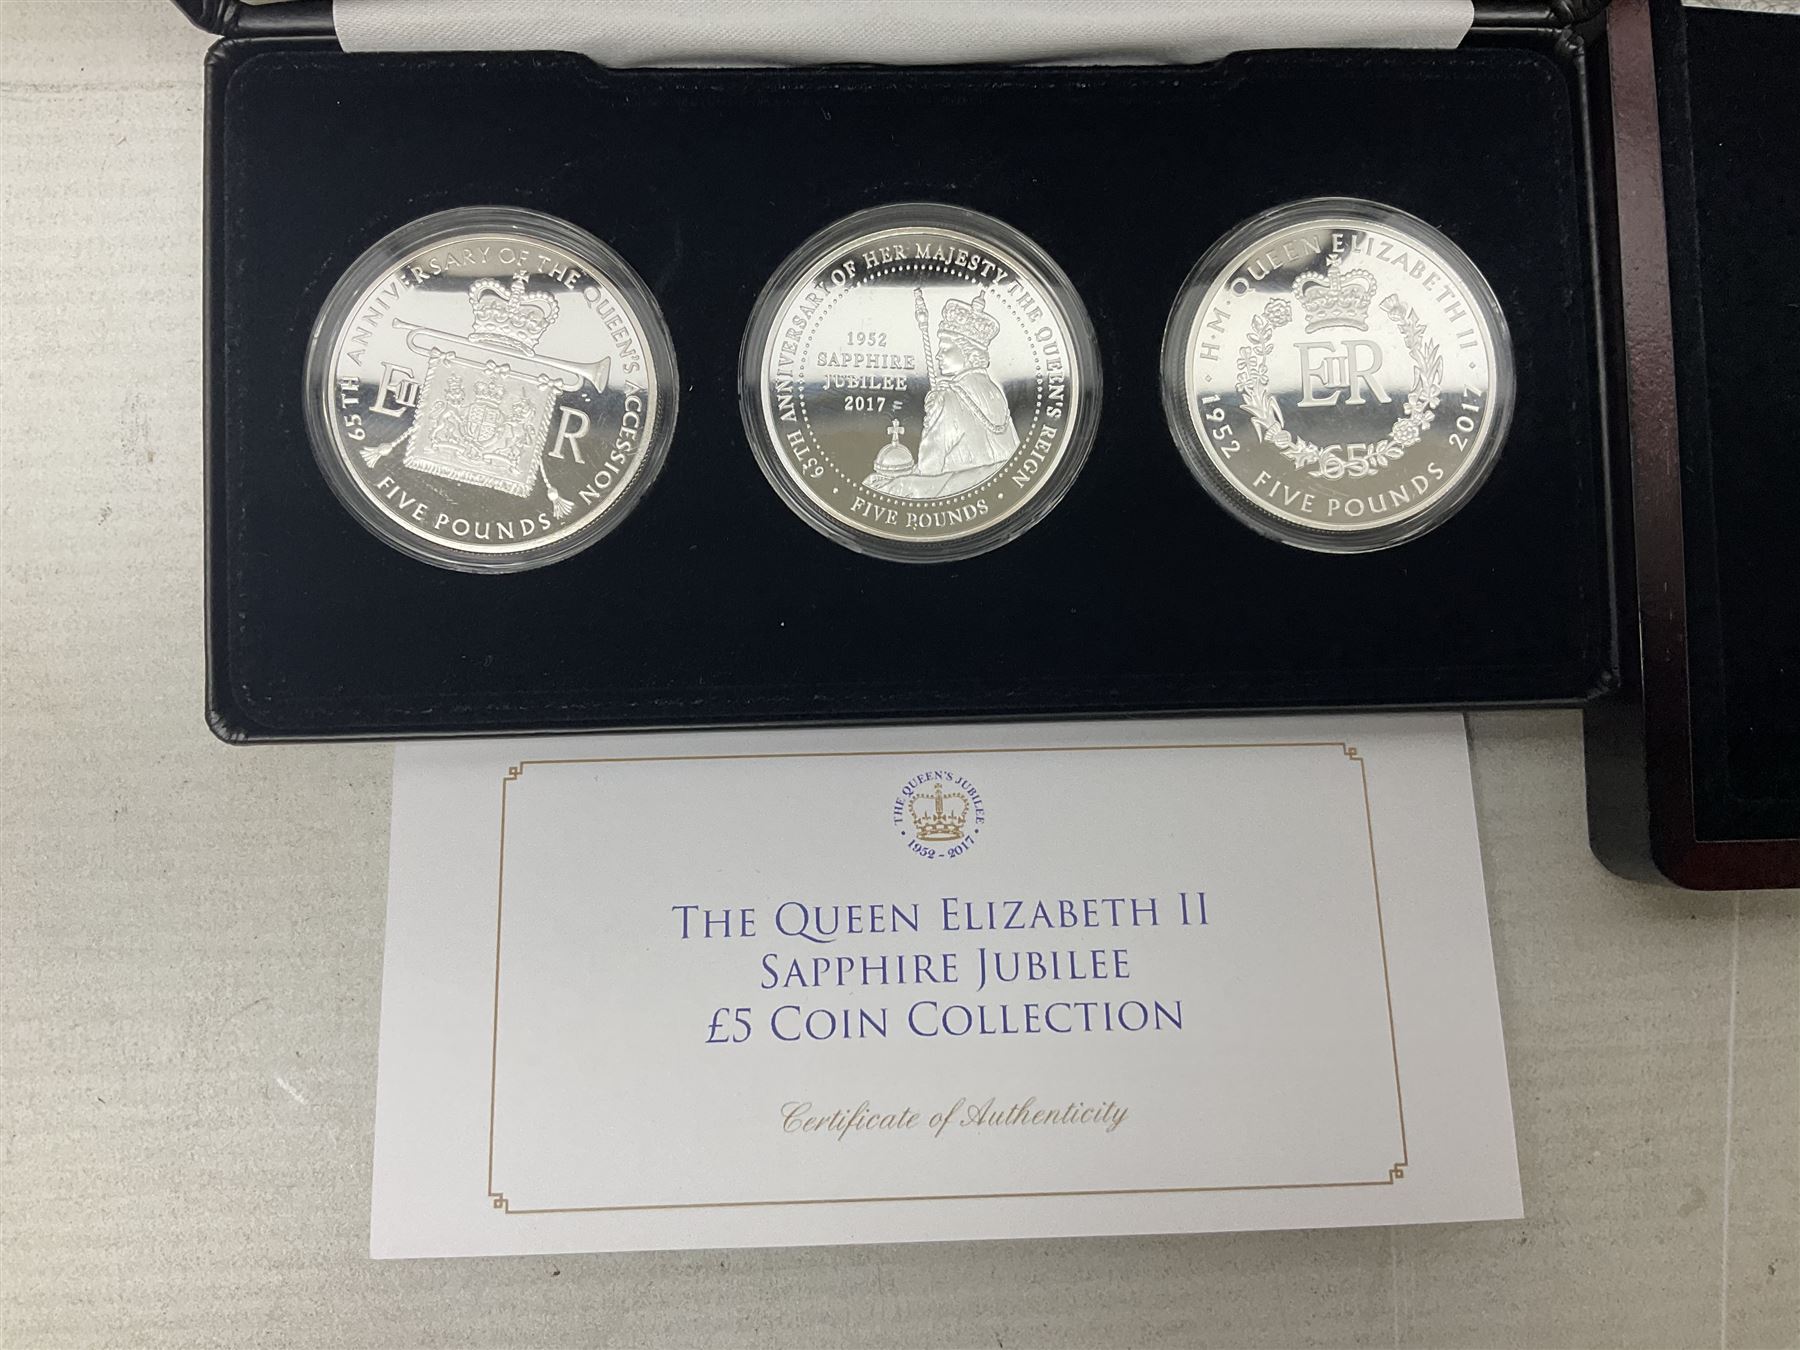 65TH ANNIVERSARY OF THE QUEEN'S ACCESSION
EIIR
FIVE POUNDS
65TH ANNIVERSARY OF HER MAJESTY THE QUEEN'S REIGN
1952
SAPPHIRE
JUBILEE
2017
· FIVE POUNDS ·
· H·M·QUEEN ELIZABETH II ·
EIIR
65
1952 FIVE POUNDS 2017
· THE QUEEN'S JUBILEE ·
1952 - 2017
THE QUEEN ELIZABETH II
SAPPHIRE JUBILEE
£5 COIN COLLECTION
Certificate of Authenticity